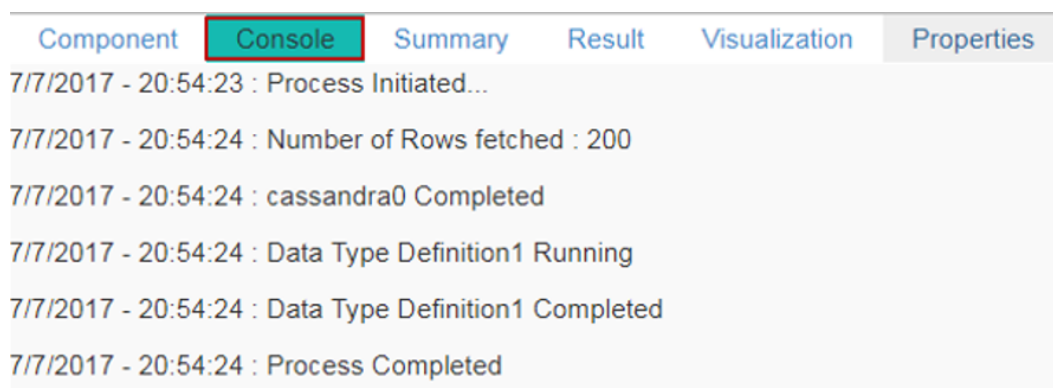 Component Console Summary Result Visualization Properties
7/7/2017 - 20:54:23 : Process Initiated...
7/7/2017 - 20:54:24 : Number of Rows fetched : 200
7/7/2017 - 20:54:24 : cassandra0 Completed
7/7/2017 - 20:54:24 : Data Type Definition1 Running
7/7/2017 - 20:54:24 : Data Type Definition1 Completed
7/7/2017 - 20:54:24 : Process Completed